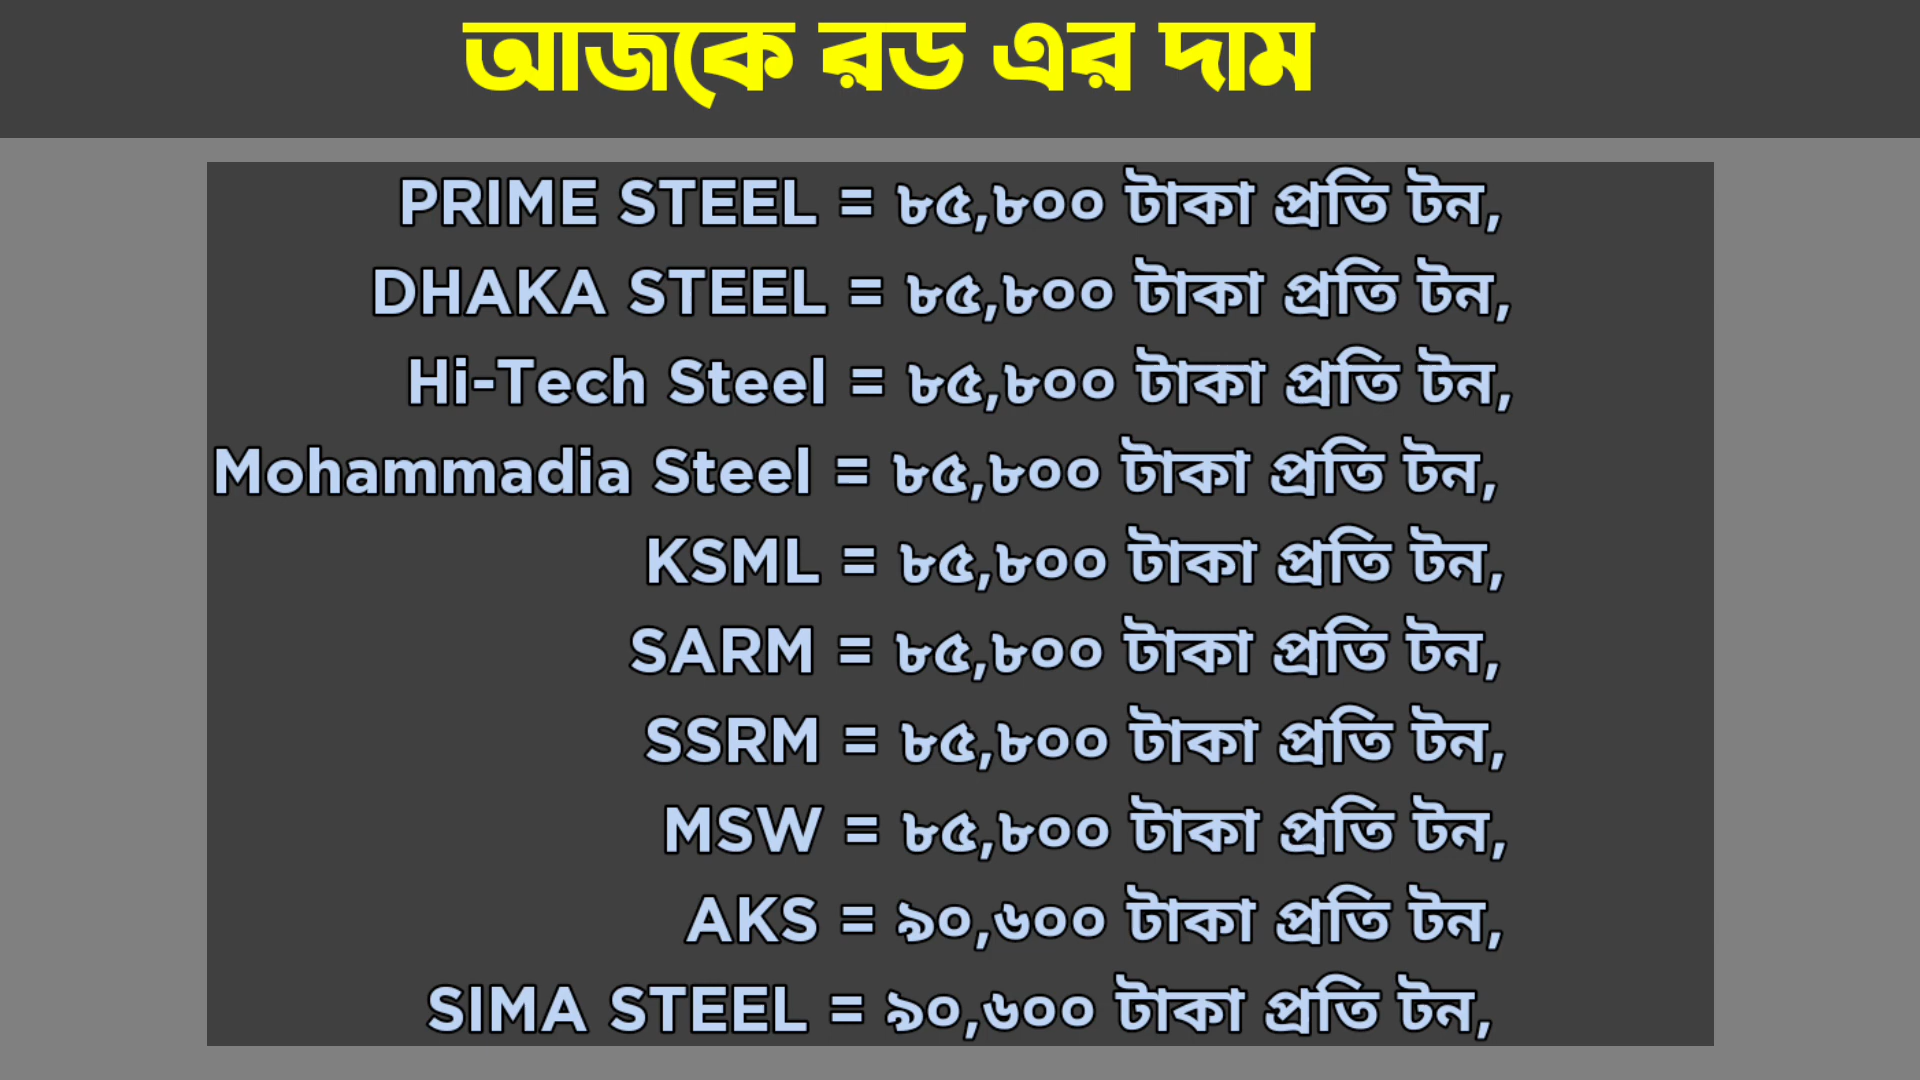 আজকে রড এর দাম
PRIME STEEL = ৮৫,৮০০ টাকা প্রতি টন,
DHAKA STEEL = ৮৫,৮০০ টাকা প্রতি টন,
Hi-Tech Steel = ৮৫,৮০০ টাকা প্রতি টন,
Mohammadia Steel = ৮৫,৮০০ টাকা প্রতি টন,
KSML = ৮৫,৮০০ টাকা প্রতি টন,
SARM = ৮৫,৮০০ টাকা প্রতি টন,
SSRM = ৮৫,৮০০ টাকা প্রতি টন,
MSW = ৮৫,৮০০ টাকা প্রতি টন,
AKS = ৯০,৬০০ টাকা প্রতি টন,
SIMA STEEL = ৯০,৬০০ টাকা প্রতি টন,